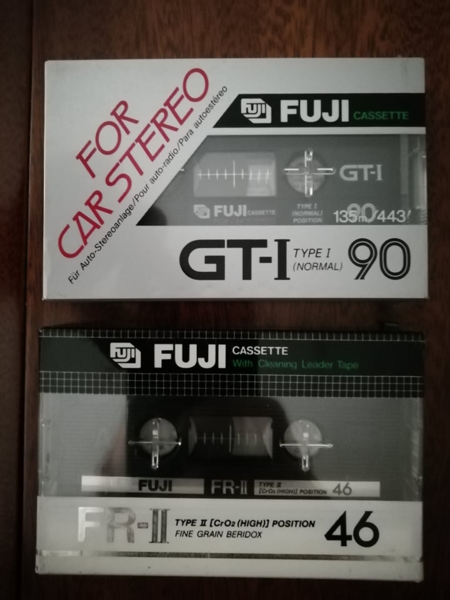 FOR
CAR STEREO
Für Auto-Stereoanlage/Pour auto-radio/Para autoestéreo
FUJI FUJI CASSETTE
GT-I
FUJI CASSETTE
TYPE I
(NORMAL)
POSITION
90
135m/443'
GT-I TYPE I
(NORMAL) 90
FUJI FUJI CASSETTE
With Cleaning Leader Tape
FUJI FR-II TYPE II
[CrO2(HIGH)] POSITION 46
FR-II TYPE II [CrO2(HIGH)] POSITION
FINE GRAIN BERIDOX 46